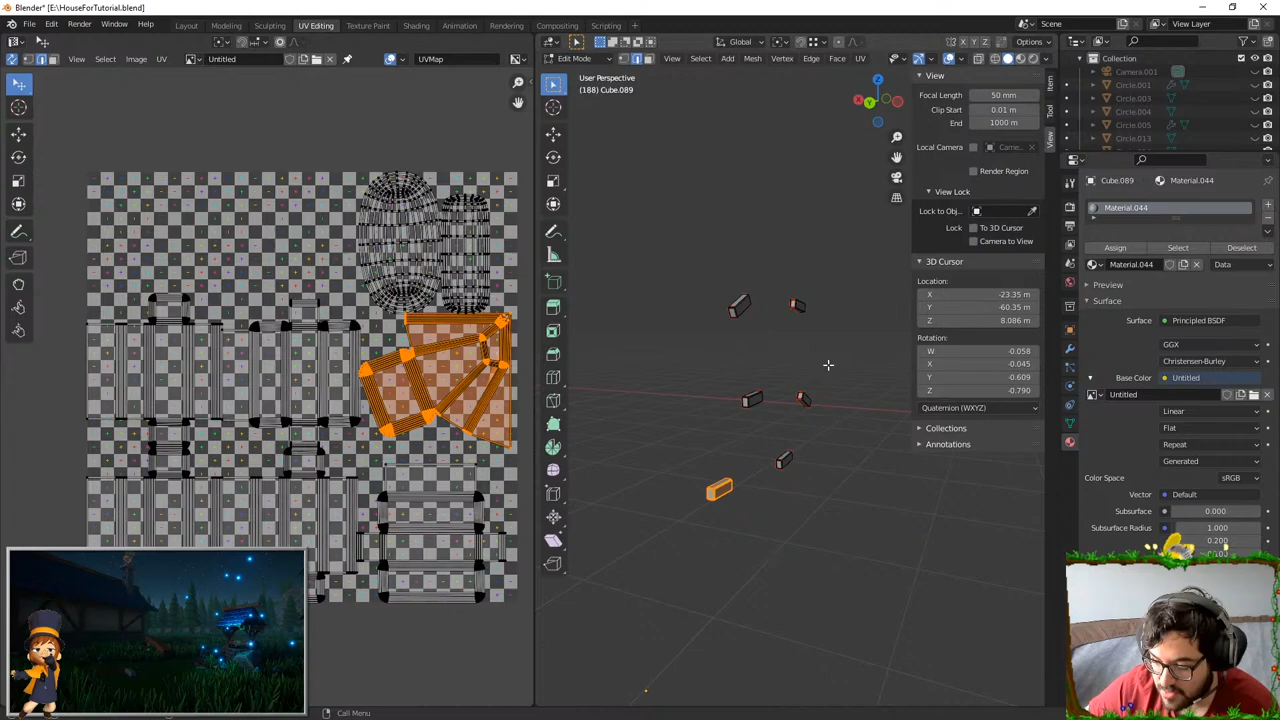 Blender* [E:\HouseForTutorial.blend]
File Edit Render Window Help Layout Modeling Sculpting UV Editing Texture Paint Shading Animation Rendering Compositing Scripting Scene View Layer
Untitled UVMap Global Options
View Select Image UV Edit Mode View Select Add Mesh Vertex Edge Face UV Collection
User Perspective
(188) Cube.089
View
Focal Length 50 mm
Clip Start 0.01 m
End 1000 m
Local Camera Came...
Render Region
View Lock
Lock to Obj...
Lock To 3D Cursor
Camera to View
3D Cursor
Location:
X -23.35 m
Y -60.35 m
Z 8.086 m
Rotation:
W -0.058
X -0.045
Y -0.609
Z -0.790
Quaternion (WXYZ)
Collections
Annotations
Item
Tool
View
Camera.001
Circle.001
Circle.003
Circle.004
Circle.005
Circle.013
Cube.089 Material.044
Material.044
Assign Select Deselect
Material.044 Data
Preview
Surface
Surface Principled BSDF
GGX
Christensen-Burley
Base Color Untitled
Untitled
Linear
Flat
Repeat
Generated
Color Space sRGB
Vector Default
Subsurface 0.000
Subsurface Radius 1.000
0.200
Call Menu